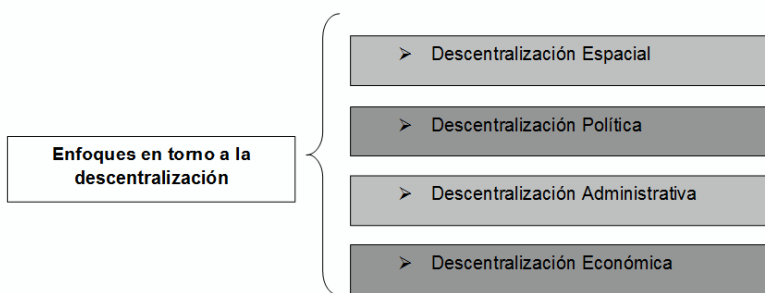 Enfoques en torno a la
descentralización
➢ Descentralización Espacial
➢ Descentralización Política
➢ Descentralización Administrativa
➢ Descentralización Económica